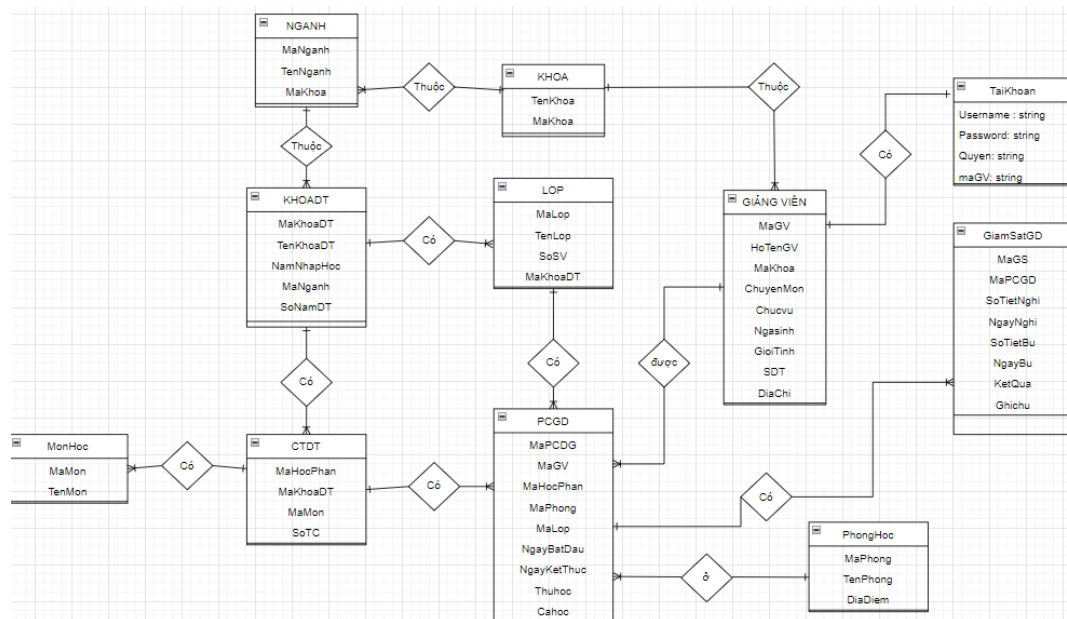 NGANH
MaNganh
TenNganh
MaKhoa
Thuộc
KHOA
TenKhoa
MaKhoa
Thuộc
TaiKhoan
Username : string
Password: string
Quyen: string
maGV: string
Có
Thuộc
KHOADT
MaKhoaDT
TenKhoaDT
NamNhapHoc
MaNganh
SoNamDT
Có
LOP
MaLop
TenLop
SoSV
MaKhoaDT
GIẢNG VIÊN
MaGV
HoTenGV
MaKhoa
ChuyenMon
Chucvu
Ngasinh
GioiTinh
SDT
DiaChi
GiamSatGD
MaGS
MaPCGD
SoTietNghi
NgayNghi
SoTietBu
NgayBu
KetQua
Ghichu
Có
Có
được
MonHoc
MaMon
TenMon
Có
CTDT
MaHocPhan
MaKhoaDT
MaMon
SoTC
Có
PCGD
MaPCDG
MaGV
MaHocPhan
MaPhong
MaLop
NgayBatDau
NgayKetThuc
Thuhoc
Cahoc
Có
ở
PhongHoc
MaPhong
TenPhong
DiaDiem